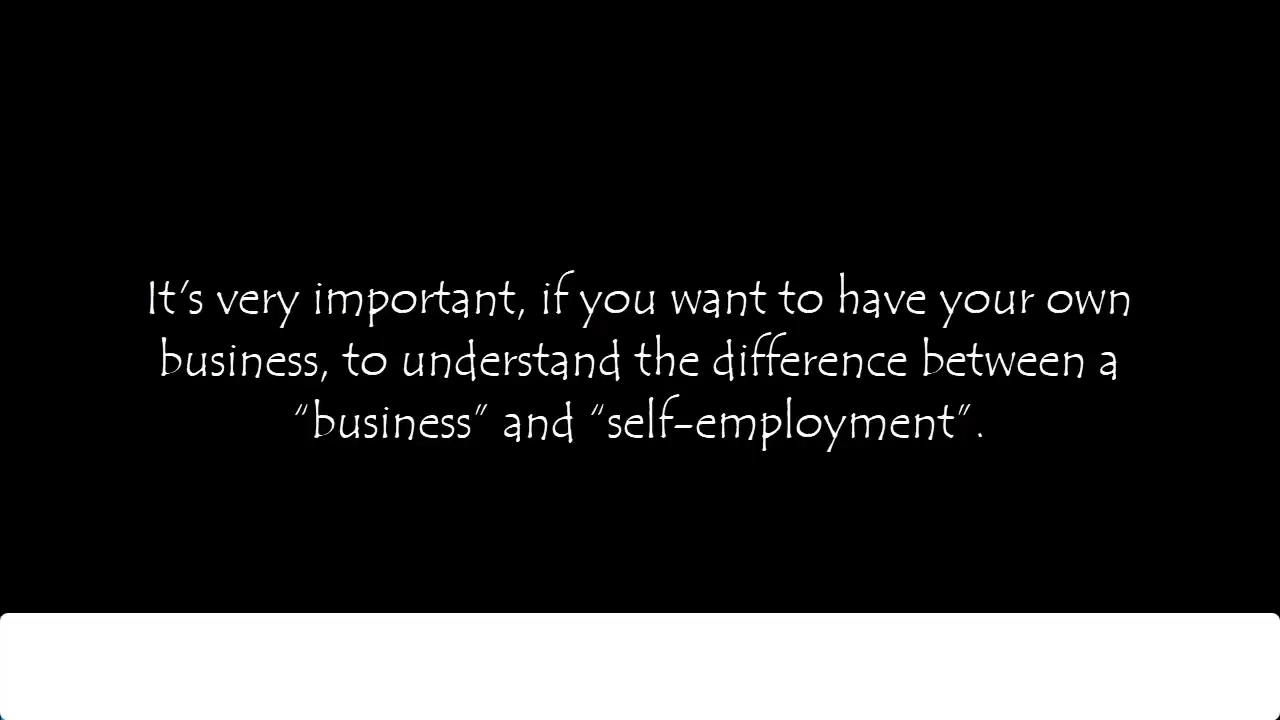 It's very important, if you want to have your own
business, to understand the difference between a
“business” and “self-employment”.